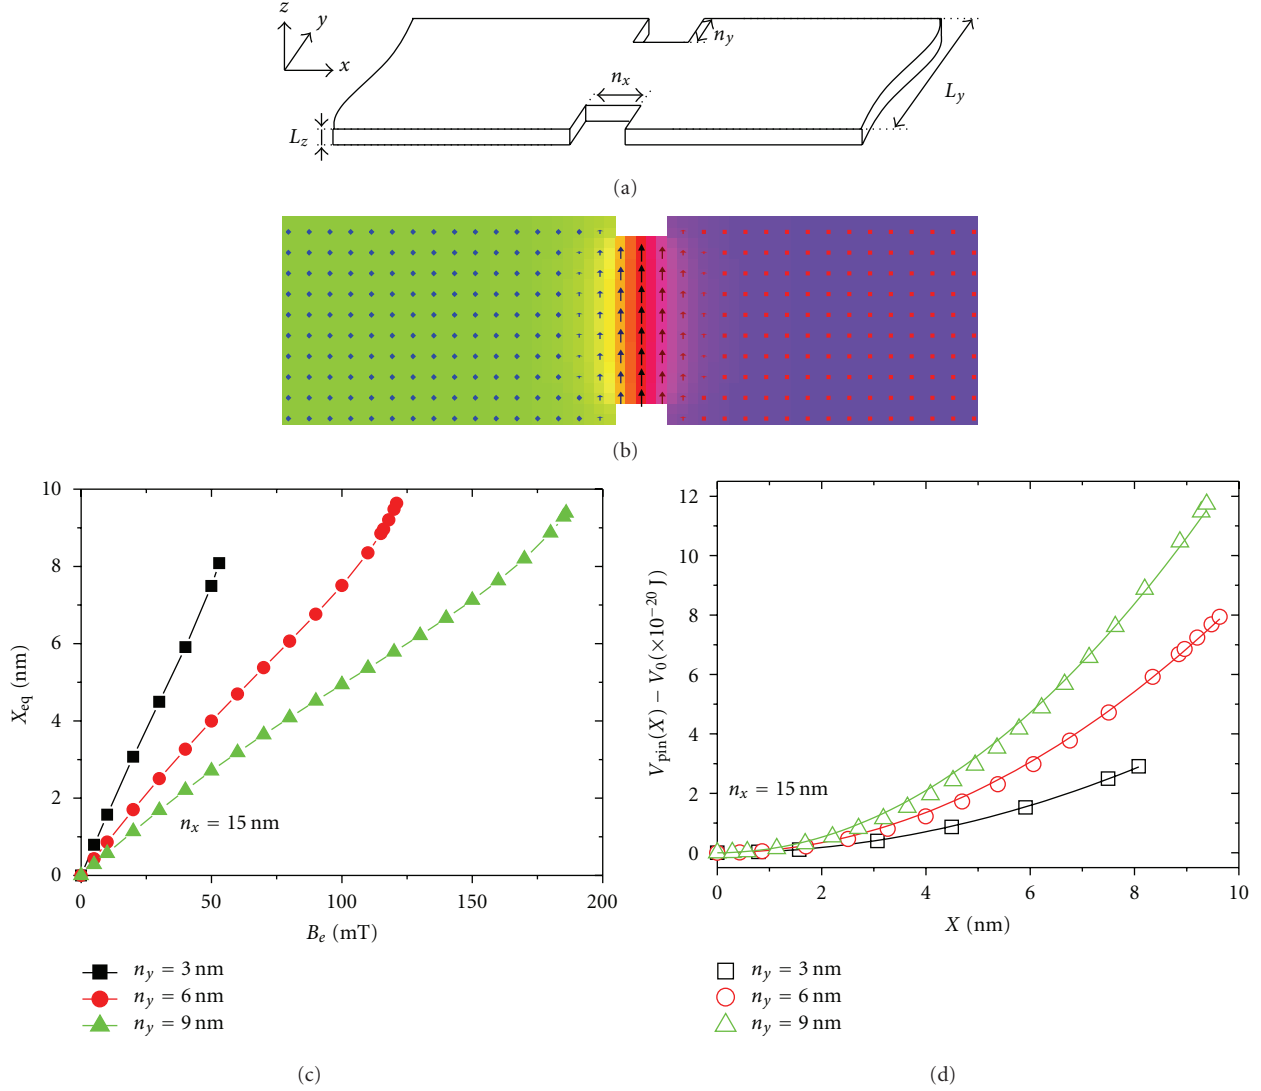 z
y
x
n_x
n_y
L_y
L_z
(a)
(b)
X_eq (nm)
10
8
6
4
2
0
n_x = 15 nm
0 50 100 150 200
B_e (mT)
n_y = 3 nm
n_y = 6 nm
n_y = 9 nm
(c)
V_pin(X) − V_0 (×10^−20 J)
12
10
8
6
4
2
0
n_x = 15 nm
0 2 4 6 8 10
X (nm)
n_y = 3 nm
n_y = 6 nm
n_y = 9 nm
(d)